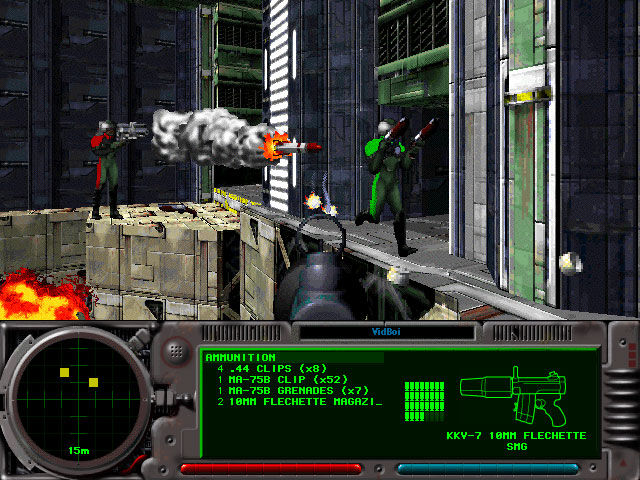 VidBoi
AMMUNITION
4 .44 CLIPS (x8)
1 MA-75B CLIP (x52)
1 MA-75B GRENADES (x7)
2 10MM FLECHETTE MAGAZI…
KKV-7 10MM FLECHETTE
SMG
15m